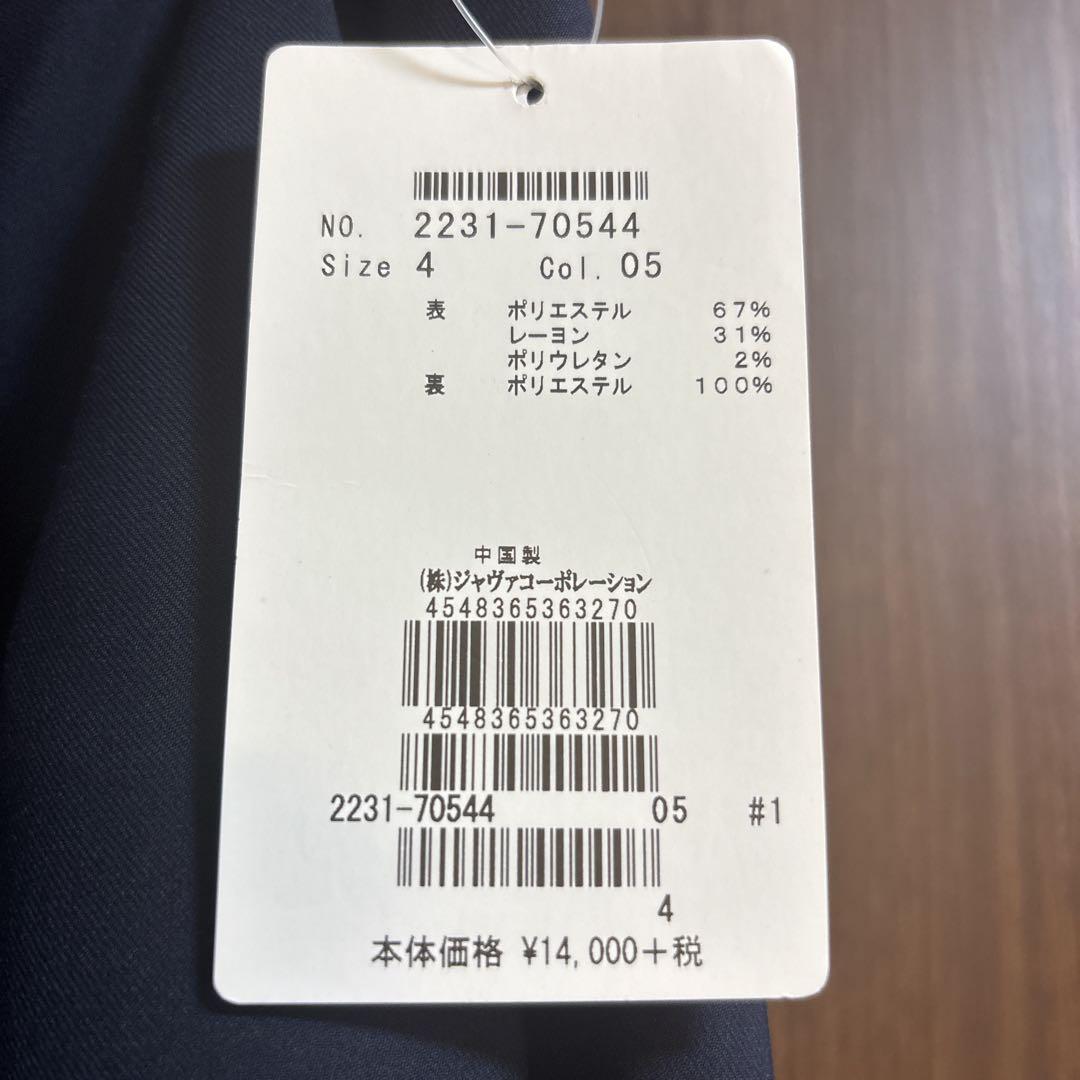 NO. 2231-70544
Size 4 Col. 05
表 ポリエステル 67%
レーヨン 31%
ポリウレタン 2%
裏 ポリエステル 100%
中国製
(株)ジャヴァコーポレーション
4548365363270
4548365363270
2231-70544 05 #1
4
本体価格 ¥14,000+税